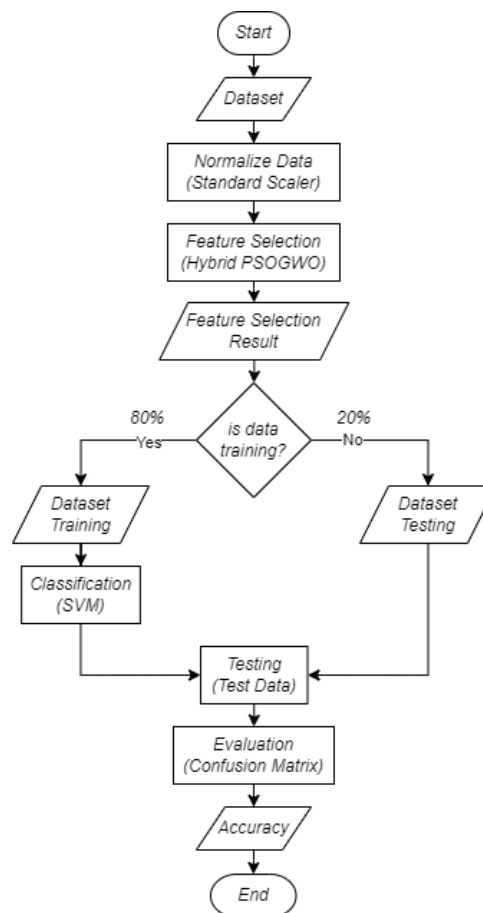 Start
Dataset
Normalize Data
(Standard Scaler)
Feature Selection
(Hybrid PSOGWO)
Feature Selection
Result
is data
training?
80%
Yes
20%
No
Dataset
Training
Dataset
Testing
Classification
(SVM)
Testing
(Test Data)
Evaluation
(Confusion Matrix)
Accuracy
End